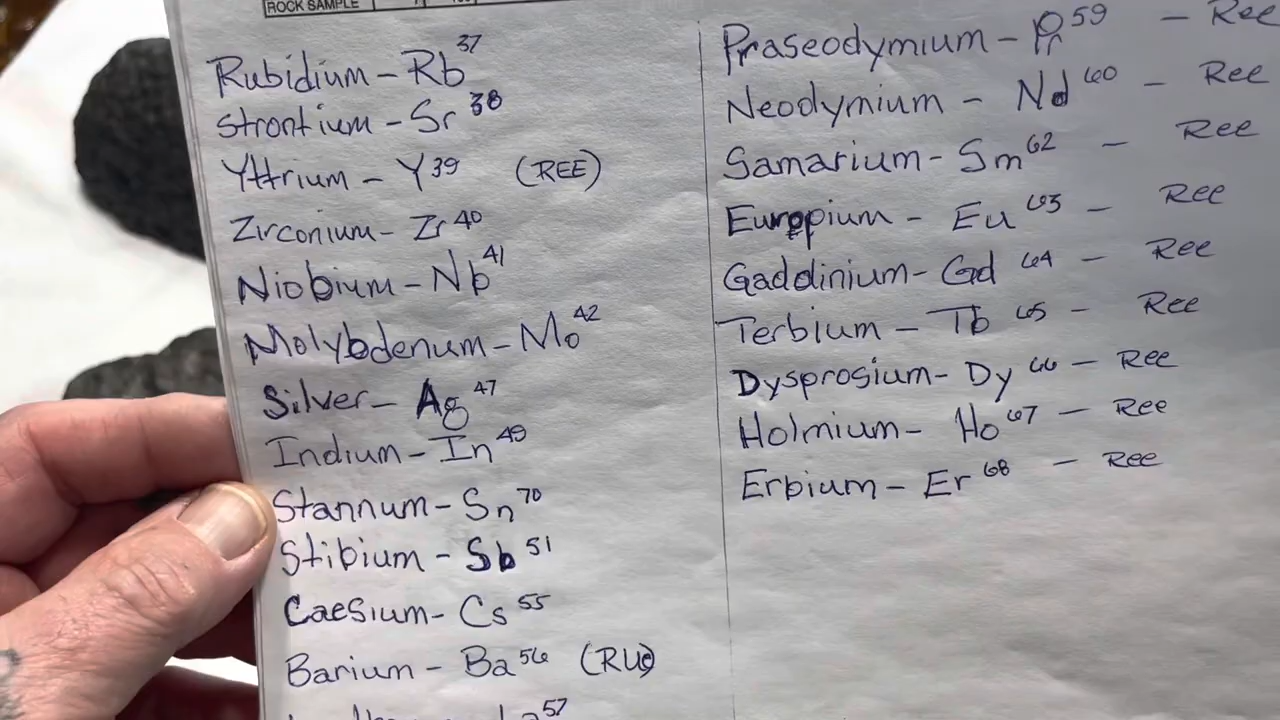 ROCK SAMPLE
Rubidium - Rb 37
Strontium - Sr 38
Yttrium - Y 39 (REE)
Zirconium - Zr 40
Niobium - Nb 41
Molybdenum - Mo 42
Silver - Ag 47
Indium - In 49
Stannum - Sn 70
Stibium - Sb 51
Caesium - Cs 55
Barium - Ba 56
57
Praseodymium - Pr 59 - Ree
Neodymium - Nd 60 - Ree
Samarium - Sm 62 - Ree
Europium - Eu 63 - Ree
Gaddinium - Gd 64 - Ree
Terbium - Tb 65 - Ree
Dysprosium - Dy 66 - Ree
Holmium - Ho 67 - Ree
Erbium - Er 68 - Ree